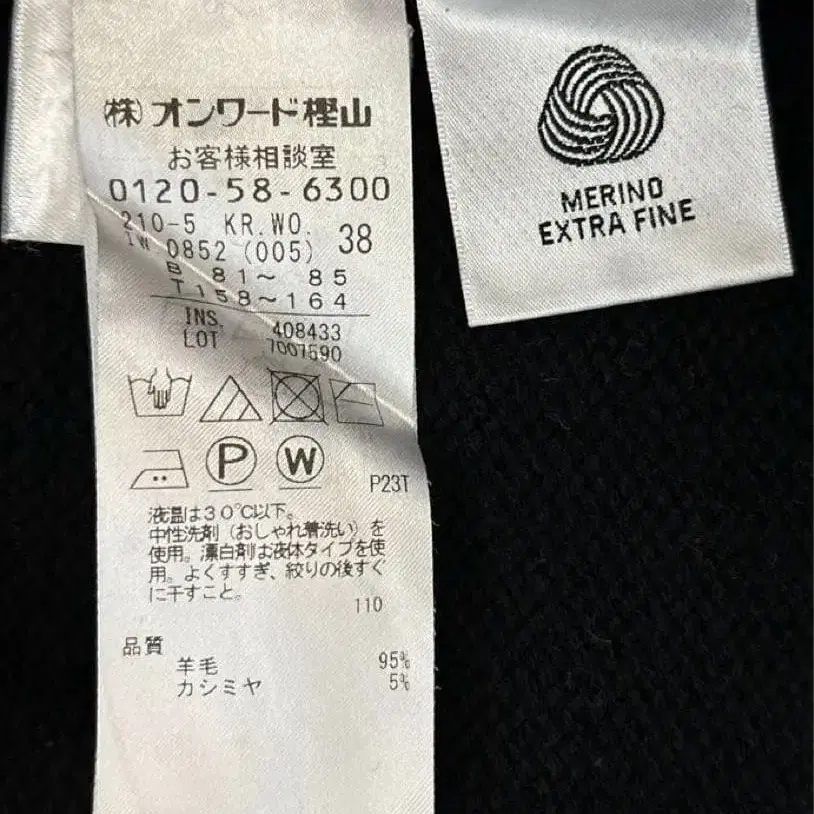 (株)オンワード樫山
お客様相談室
0120-58-6300
210-5 KR.WO.
IW 0852 (005) 38
B 81～ 85
T 158～164
INS. 408433
LOT 7007590
P W
P23T
液温は30℃以下。
中性洗剤（おしゃれ着洗い）を
使用。漂白剤は液体タイプを使
用。よくすすぎ、絞りの後すぐ
に干すこと。
110
品質
羊毛 95%
カシミヤ 5%
MERINO
EXTRA FINE